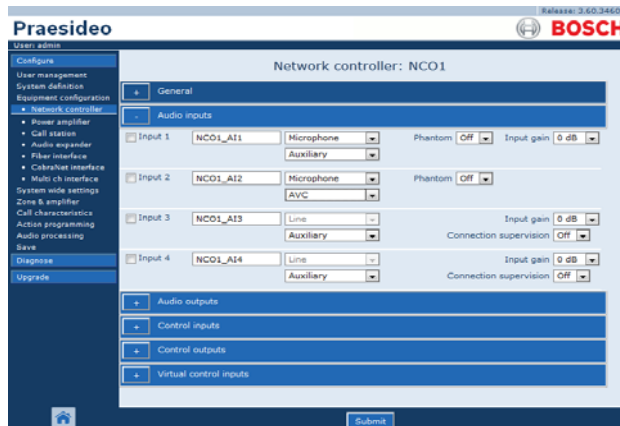 Release: 3.60.3460
Praesideo
BOSCH
User: admin
Configure
User management
System definition
Equipment configuration
• Network controller
• Power amplifier
• Call station
• Audio expander
• Fiber interface
• CobraNet interface
• Multi ch interface
System wide settings
Zone & amplifier
Call characteristics
Action programming
Audio processing
Save
Diagnose
Upgrade
Network controller: NCO1
+ General
- Audio inputs
Input 1 NCO1_AI1 Microphone Phantom Off Input gain 0 dB
Auxiliary
Input 2 NCO1_AI2 Microphone Phantom Off
AVC
Input 3 NCO1_AI3 Line Input gain 0 dB
Auxiliary Connection supervision Off
Input 4 NCO1_AI4 Line Input gain 0 dB
Auxiliary Connection supervision Off
+ Audio outputs
+ Control inputs
+ Control outputs
+ Virtual control inputs
Submit